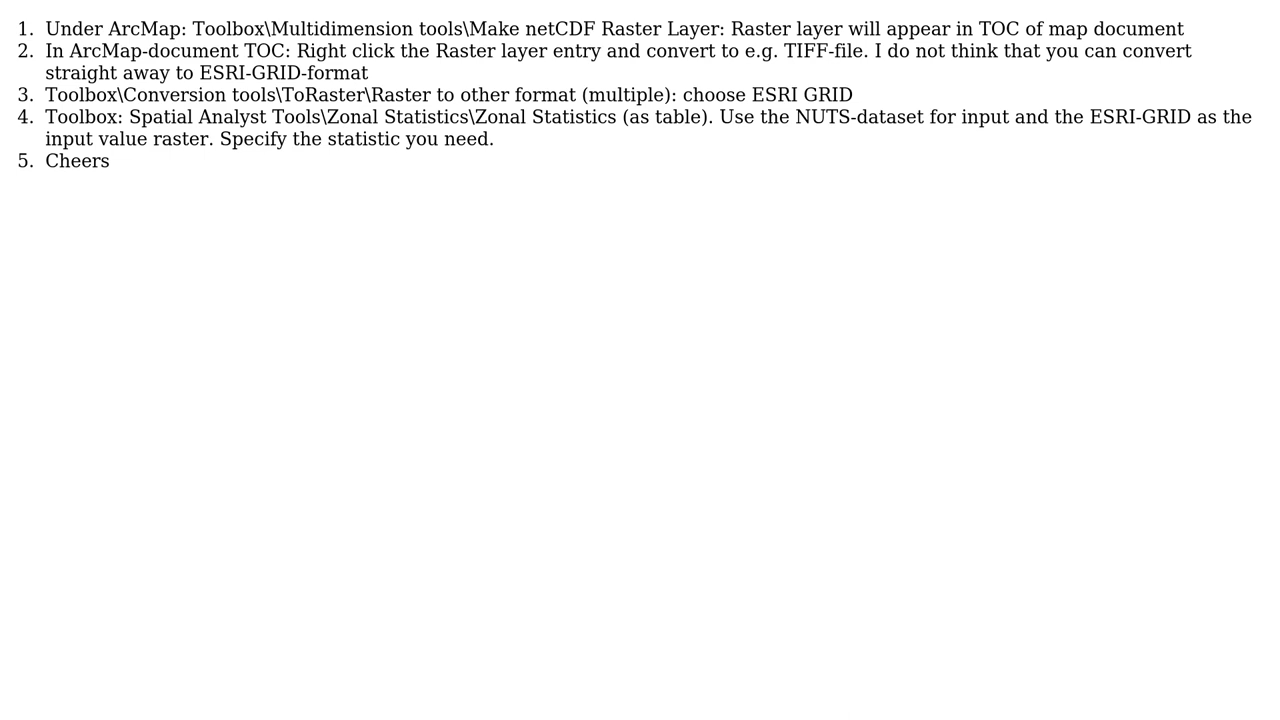 1. Under ArcMap: Toolbox\Multidimension tools\Make netCDF Raster Layer: Raster layer will appear in TOC of map document
2. In ArcMap-document TOC: Right click the Raster layer entry and convert to e.g. TIFF-file. I do not think that you can convert
straight away to ESRI-GRID-format
3. Toolbox\Conversion tools\ToRaster\Raster to other format (multiple): choose ESRI GRID
4. Toolbox: Spatial Analyst Tools\Zonal Statistics\Zonal Statistics (as table). Use the NUTS-dataset for input and the ESRI-GRID as the
input value raster. Specify the statistic you need.
5. Cheers